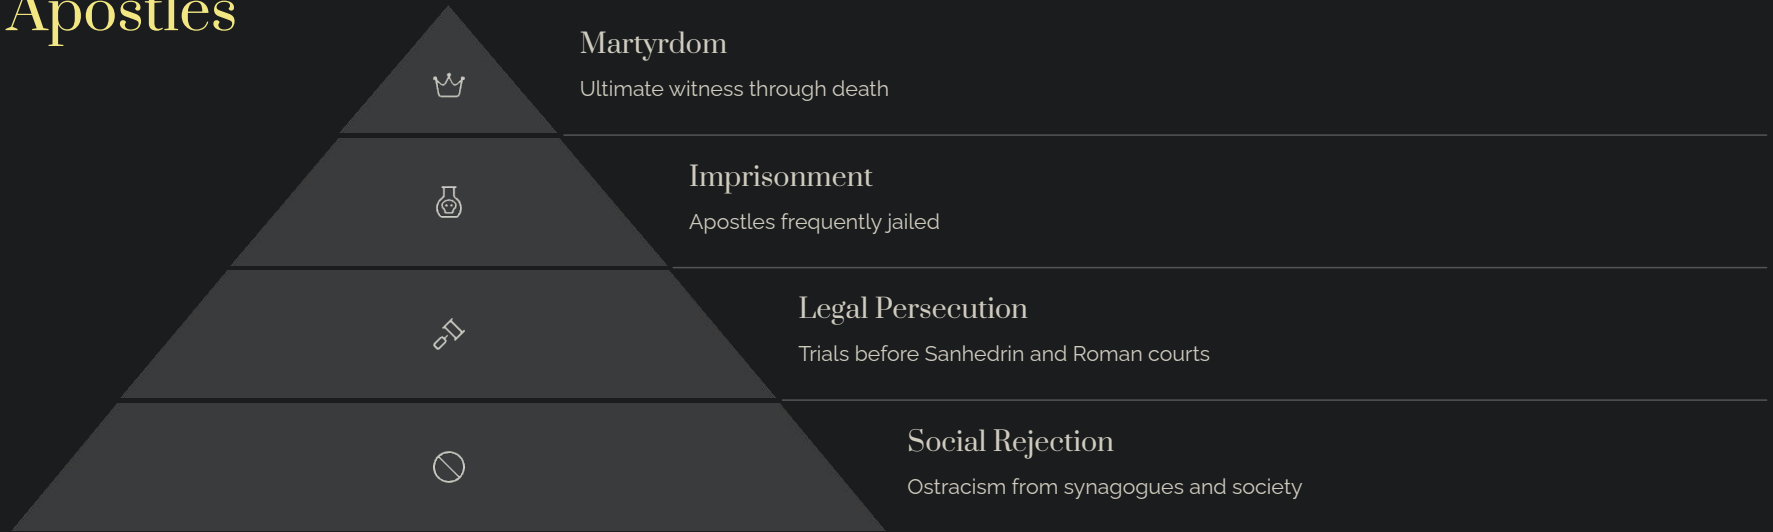 Apostles
Martyrdom
Ultimate witness through death
Imprisonment
Apostles frequently jailed
Legal Persecution
Trials before Sanhedrin and Roman courts
Social Rejection
Ostracism from synagogues and society